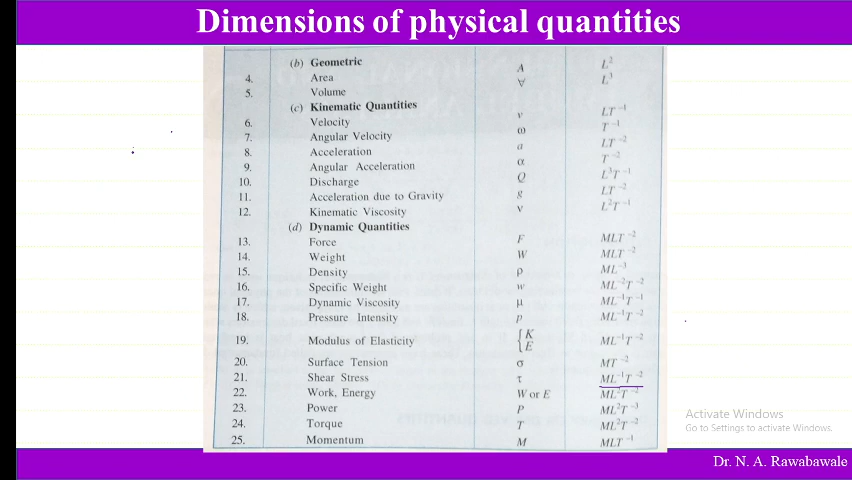 Dimensions of physical quantities
(b) Geometric
4. Area A L²
5. Volume ∀ L³
(c) Kinematic Quantities
6. Velocity v LT⁻¹
7. Angular Velocity ω T⁻¹
8. Acceleration a LT⁻²
9. Angular Acceleration α T⁻²
10. Discharge Q L³T⁻¹
11. Acceleration due to Gravity g LT⁻²
12. Kinematic Viscosity ν L²T⁻¹
(d) Dynamic Quantities
13. Force F MLT⁻²
14. Weight W MLT⁻²
15. Density ρ ML⁻³
16. Specific Weight w ML⁻²T⁻²
17. Dynamic Viscosity μ ML⁻¹T⁻¹
18. Pressure Intensity p ML⁻¹T⁻²
19. Modulus of Elasticity {K E ML⁻¹T⁻²
20. Surface Tension σ MT⁻²
21. Shear Stress τ ML⁻¹T⁻²
22. Work, Energy W or E ML²T⁻²
23. Power P ML²T⁻³
24. Torque T ML²T⁻²
25. Momentum M MLT⁻¹
Activate Windows
Go to Settings to activate Windows.
Dr. N. A. Rawabawale